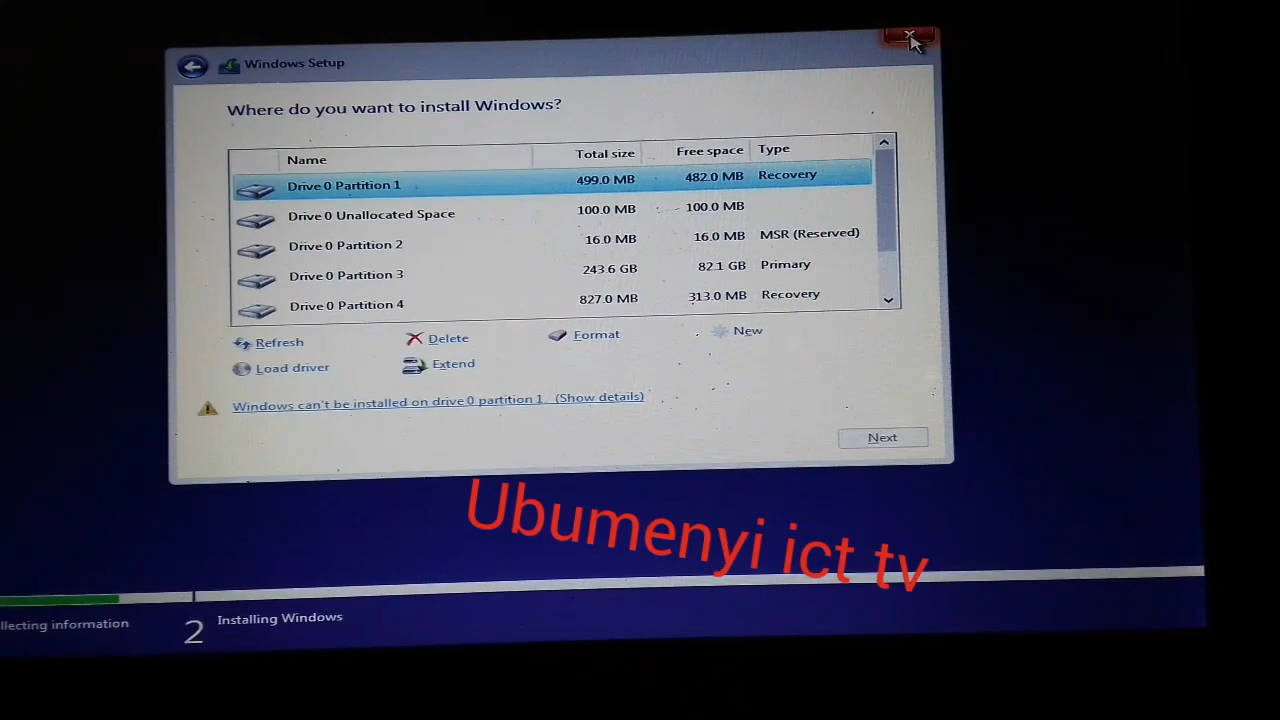 Windows Setup
Where do you want to install Windows?
Name Total size Free space Type
Drive 0 Partition 1 499.0 MB 482.0 MB Recovery
Drive 0 Unallocated Space 100.0 MB 100.0 MB
Drive 0 Partition 2 16.0 MB 16.0 MB MSR (Reserved)
Drive 0 Partition 3 243.6 GB 82.1 GB Primary
Drive 0 Partition 4 827.0 MB 313.0 MB Recovery
Refresh Delete Format New
Load driver Extend
Windows can't be installed on drive 0 partition 1. (Show details)
Next
Ubumenyi ict tv
llecting information 2 Installing Windows